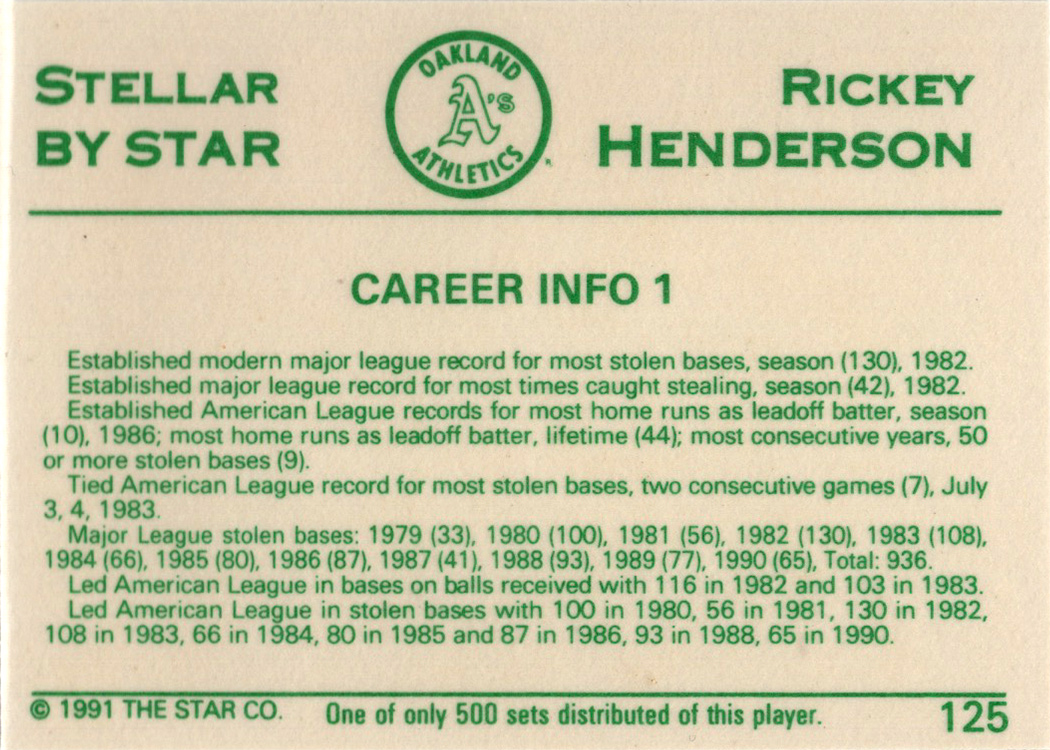 STELLAR
BY STAR
OAKLAND
A's
ATHLETICS
RICKEY
HENDERSON
CAREER INFO 1
Established modern major league record for most stolen bases, season (130), 1982.
Established major league record for most times caught stealing, season (42), 1982.
Established American League records for most home runs as leadoff batter, season
(10), 1986; most home runs as leadoff batter, lifetime (44); most consecutive years, 50
or more stolen bases (9).
Tied American League record for most stolen bases, two consecutive games (7), July
3, 4, 1983.
Major League stolen bases: 1979 (33), 1980 (100), 1981 (56), 1982 (130), 1983 (108),
1984 (66), 1985 (80), 1986 (87), 1987 (41), 1988 (93), 1989 (77), 1990 (65), Total: 936.
Led American League in bases on balls received with 116 in 1982 and 103 in 1983.
Led American League in stolen bases with 100 in 1980, 56 in 1981, 130 in 1982,
108 in 1983, 66 in 1984, 80 in 1985 and 87 in 1986, 93 in 1988, 65 in 1990.
© 1991 THE STAR CO. One of only 500 sets distributed of this player. 125